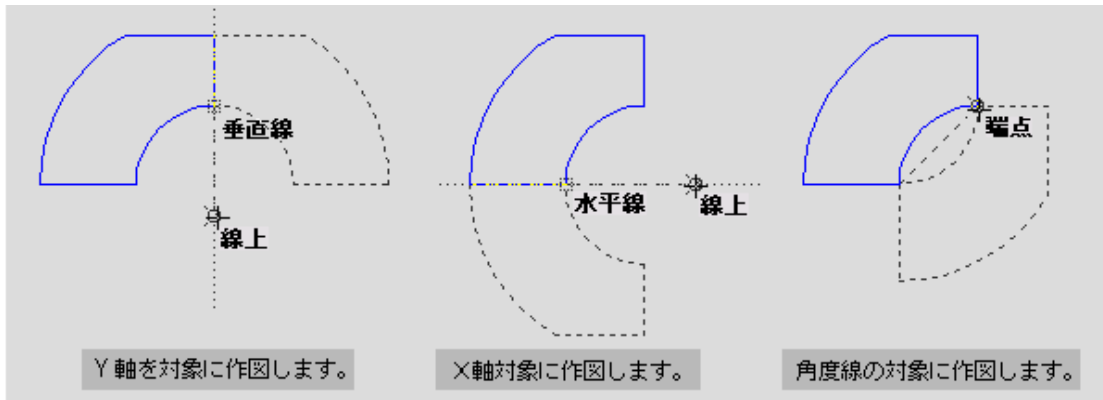 垂直線
線上
水平線
線上
端点
Y軸を対象に作図します。
X軸対象に作図します。
角度線の対象に作図します。